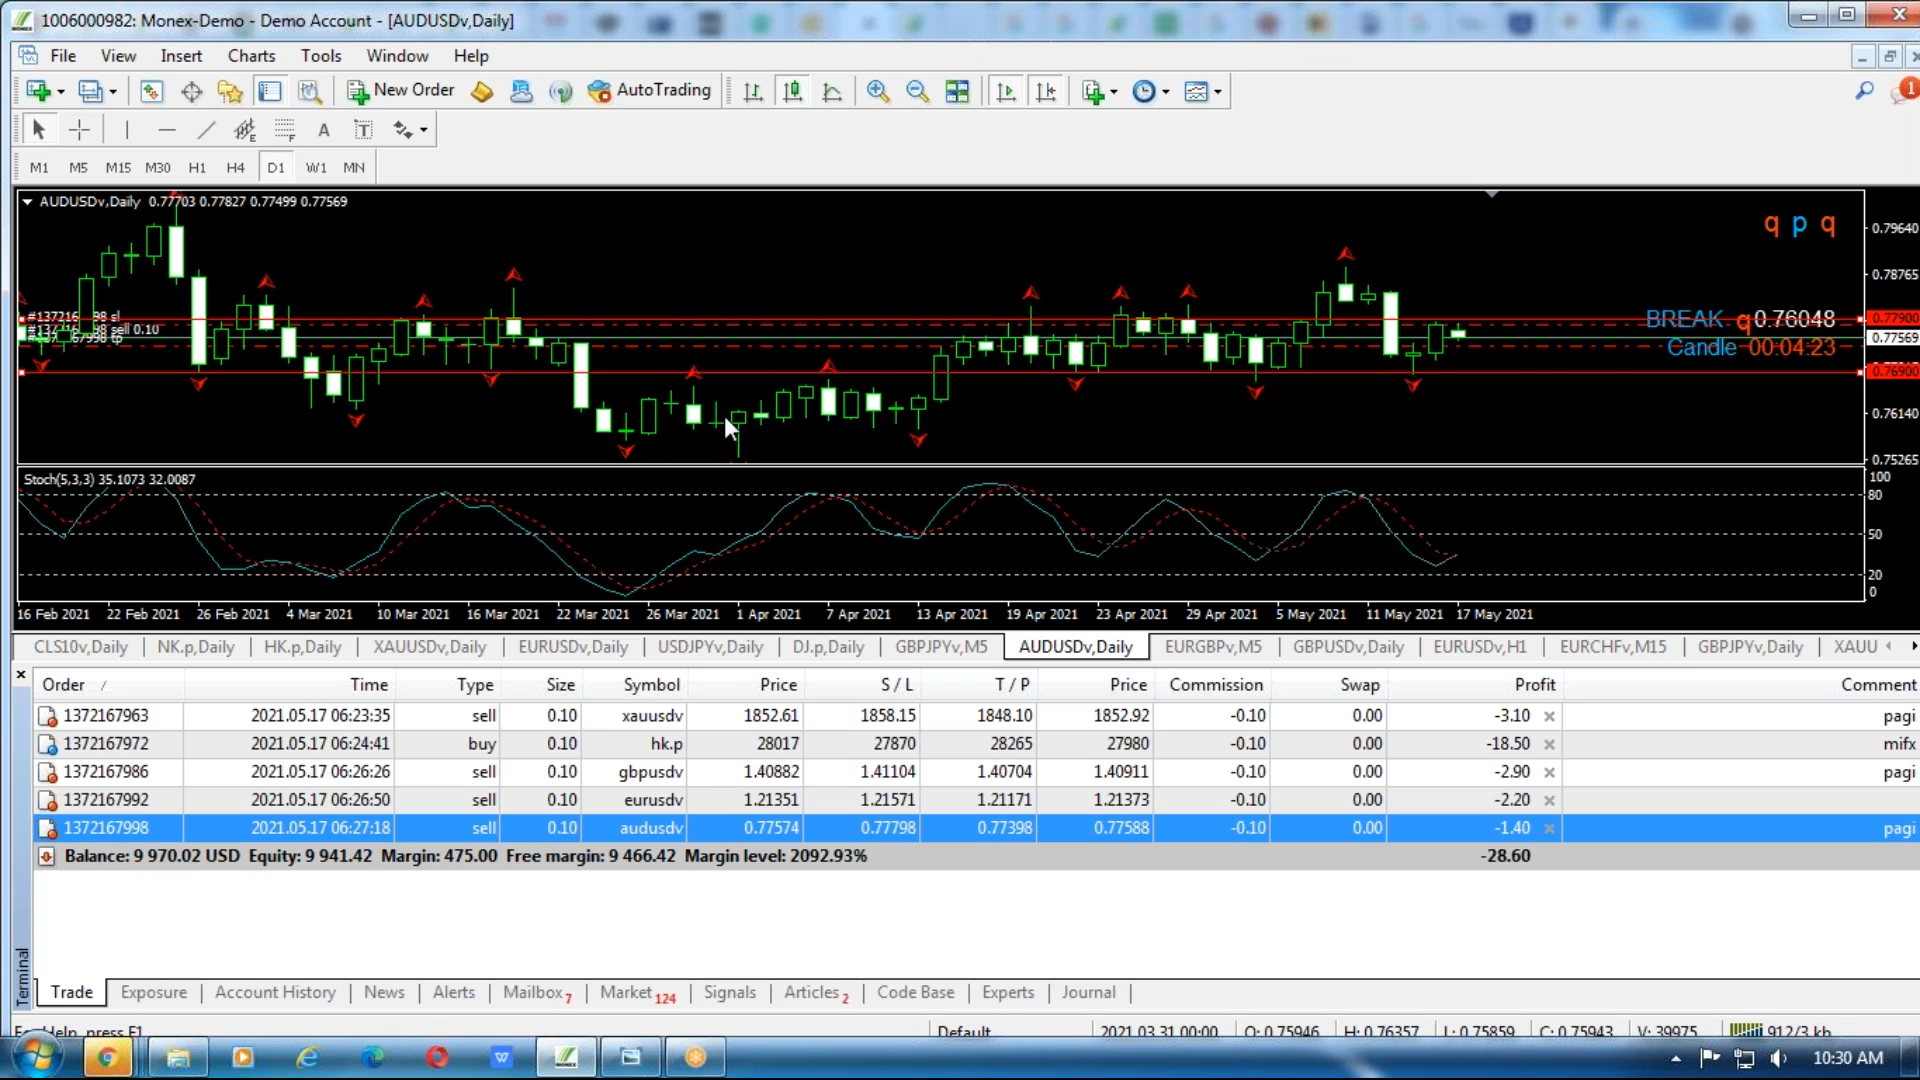 1006000982: Monex-Demo - Demo Account - [AUDUSDv,Daily]
File View Insert Charts Tools Window Help
New Order AutoTrading 1
A T
M1 M5 M15 M30 H1 H4 D1 W1 MN
AUDUSDv,Daily 0.77703 0.77827 0.77499 0.77569
q p q
0.79640
0.78765
BREAK q 0.76048
0.77900
sell 0.10
0.77569
Candle 00:04:23
0.76900
0.76140
0.75265
Stoch(5,3,3) 35.1073 32.0087
100
80
50
20
0
16 Feb 2021 22 Feb 2021 26 Feb 2021 4 Mar 2021 10 Mar 2021 16 Mar 2021 22 Mar 2021 26 Mar 2021 1 Apr 2021 7 Apr 2021 13 Apr 2021 19 Apr 2021 23 Apr 2021 29 Apr 2021 5 May 2021 11 May 2021 17 May 2021
CLS10v,Daily NK.p,Daily HK.p,Daily XAUUSDv,Daily EURUSDv,Daily USDJPYv,Daily DJ.p,Daily GBPJPYv,M5 AUDUSDv,Daily EURGBPv,M5 GBPUSDv,Daily EURUSDv,H1 EURCHFv,M15 GBPJPYv,Daily XAUU
Order / Time Type Size Symbol Price S / L T / P Price Commission Swap Profit Comment
1372167963 2021.05.17 06:23:35 sell 0.10 xauusdv 1852.61 1858.15 1848.10 1852.92 -0.10 0.00 -3.10 pagi
1372167972 2021.05.17 06:24:41 buy 0.10 hk.p 28017 27870 28265 27980 -0.10 0.00 -18.50 mifx
1372167986 2021.05.17 06:26:26 sell 0.10 gbpusdv 1.40882 1.41104 1.40704 1.40911 -0.10 0.00 -2.90 pagi
1372167992 2021.05.17 06:26:50 sell 0.10 eurusdv 1.21351 1.21571 1.21171 1.21373 -0.10 0.00 -2.20
1372167998 2021.05.17 06:27:18 sell 0.10 audusdv 0.77574 0.77798 0.77398 0.77588 -0.10 0.00 -1.40 pagi
Balance: 9 970.02 USD Equity: 9 941.42 Margin: 475.00 Free margin: 9 466.42 Margin level: 2092.93% -28.60
Terminal
Trade Exposure Account History News Alerts Mailbox 7 Market 124 Signals Articles 2 Code Base Experts Journal
Help, press F1 Default 2021.03.31 00:00 O: 0.75946 H: 0.76357 L: 0.75859 C: 0.75943 V: 39975 912/3 kb
10:30 AM